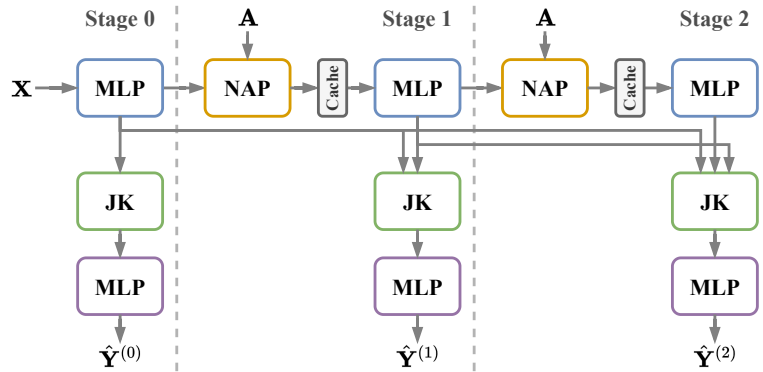 Stage 0
A
Stage 1
A
Stage 2
X
MLP
NAP
Cache
MLP
NAP
Cache
MLP
JK
JK
JK
MLP
MLP
MLP
Ŷ⁽⁰⁾
Ŷ⁽¹⁾
Ŷ⁽²⁾